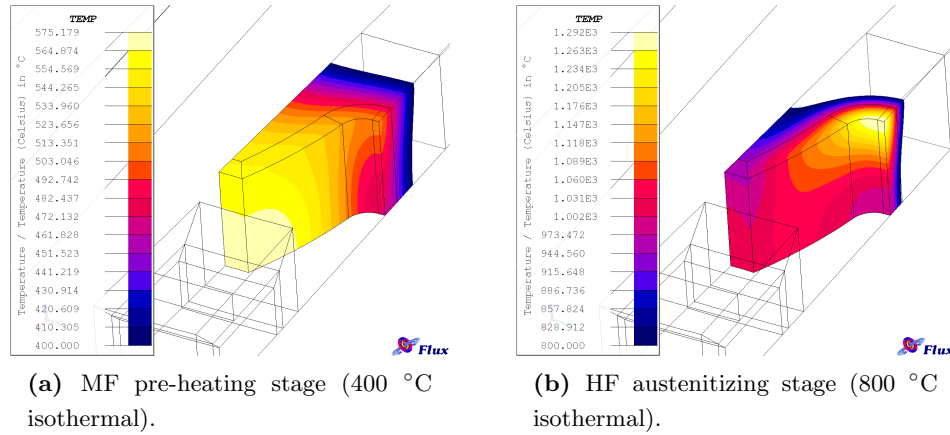 TEMP
575.179
564.874
554.569
544.265
533.960
523.656
513.351
503.046
492.742
482.437
472.132
461.828
451.523
441.219
430.914
420.609
410.305
400.000
Temperature / Temperature (Celsius) in °C
Flux
(a) MF pre-heating stage (400 °C
isothermal).
TEMP
1.292E3
1.263E3
1.234E3
1.205E3
1.176E3
1.147E3
1.118E3
1.089E3
1.060E3
1.031E3
1.002E3
973.472
944.560
915.648
886.736
857.824
828.912
800.000
Temperature / Temperature (Celsius) in °C
Flux
(b) HF austenitizing stage (800 °C
isothermal).